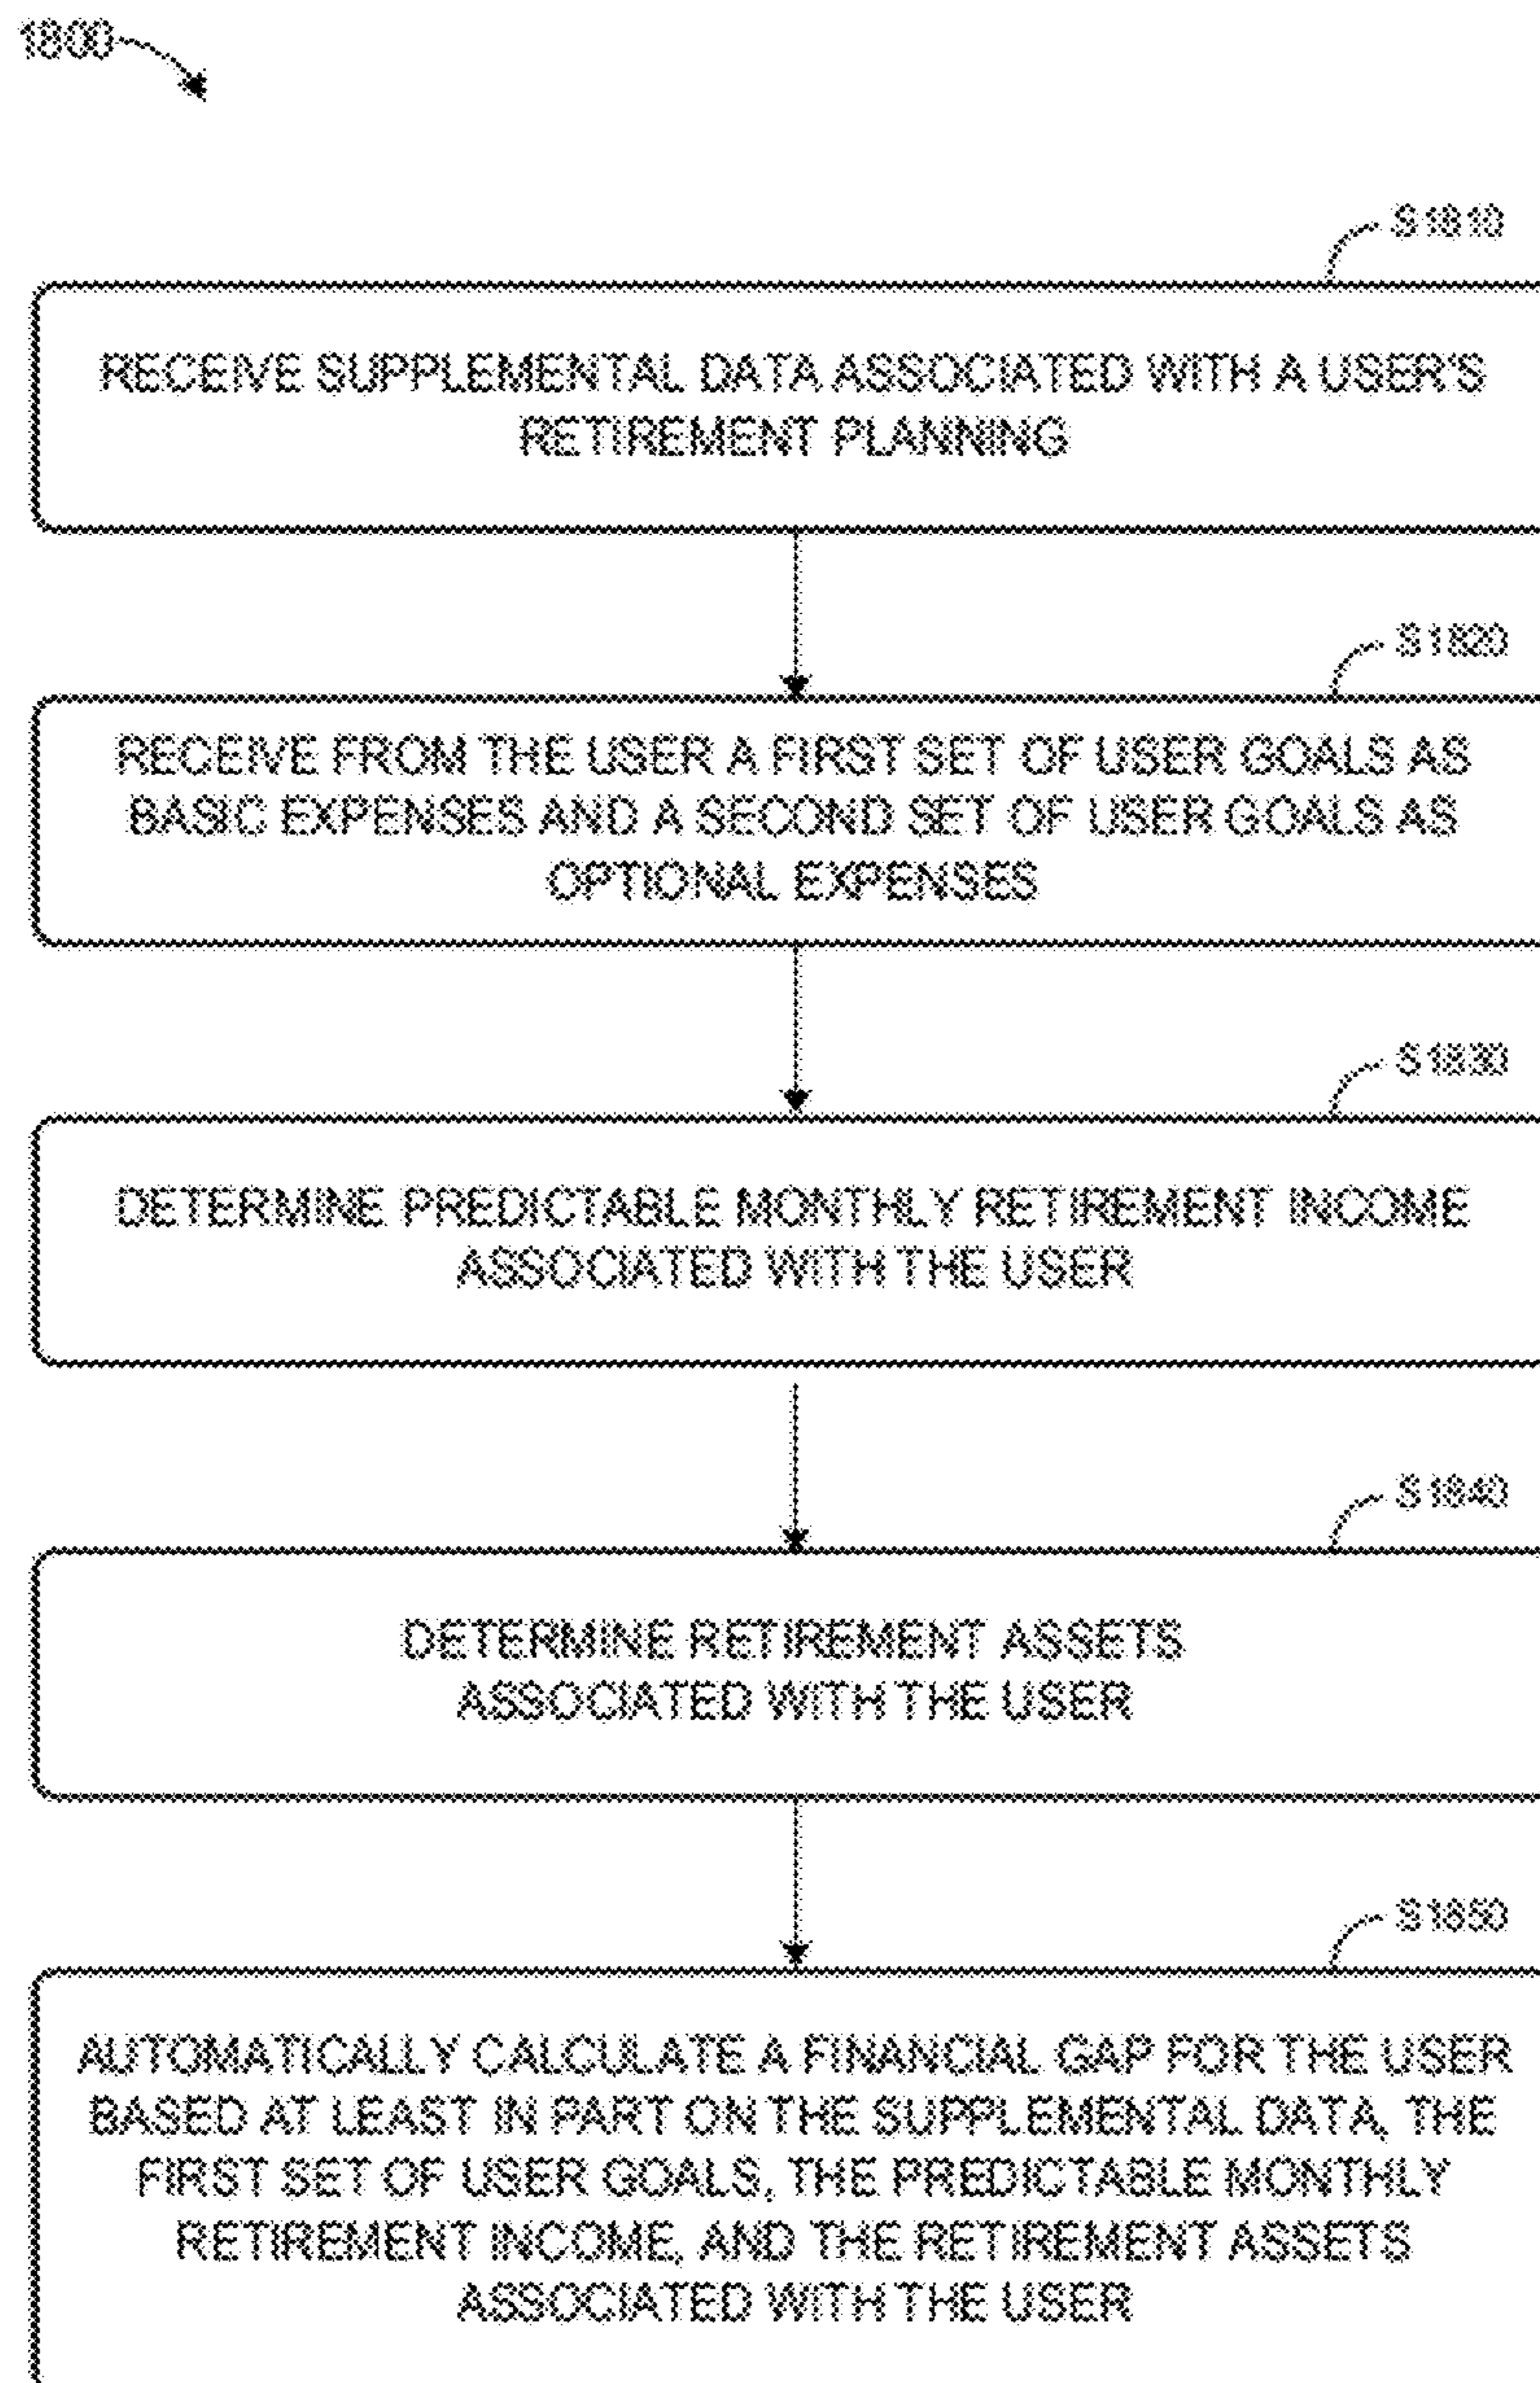 1800
S1810
RECEIVE SUPPLEMENTAL DATA ASSOCIATED WITH A USER'S
RETIREMENT PLANNING
S1820
RECEIVE FROM THE USER A FIRST SET OF USER GOALS AS
BASIC EXPENSES AND A SECOND SET OF USER GOALS AS
OPTIONAL EXPENSES
S1830
DETERMINE PREDICTABLE MONTHLY RETIREMENT INCOME
ASSOCIATED WITH THE USER
S1840
DETERMINE RETIREMENT ASSETS
ASSOCIATED WITH THE USER
S1850
AUTOMATICALLY CALCULATE A FINANCIAL GAP FOR THE USER
BASED AT LEAST IN PART ON THE SUPPLEMENTAL DATA, THE
FIRST SET OF USER GOALS, THE PREDICTABLE MONTHLY
RETIREMENT INCOME, AND THE RETIREMENT ASSETS
ASSOCIATED WITH THE USER